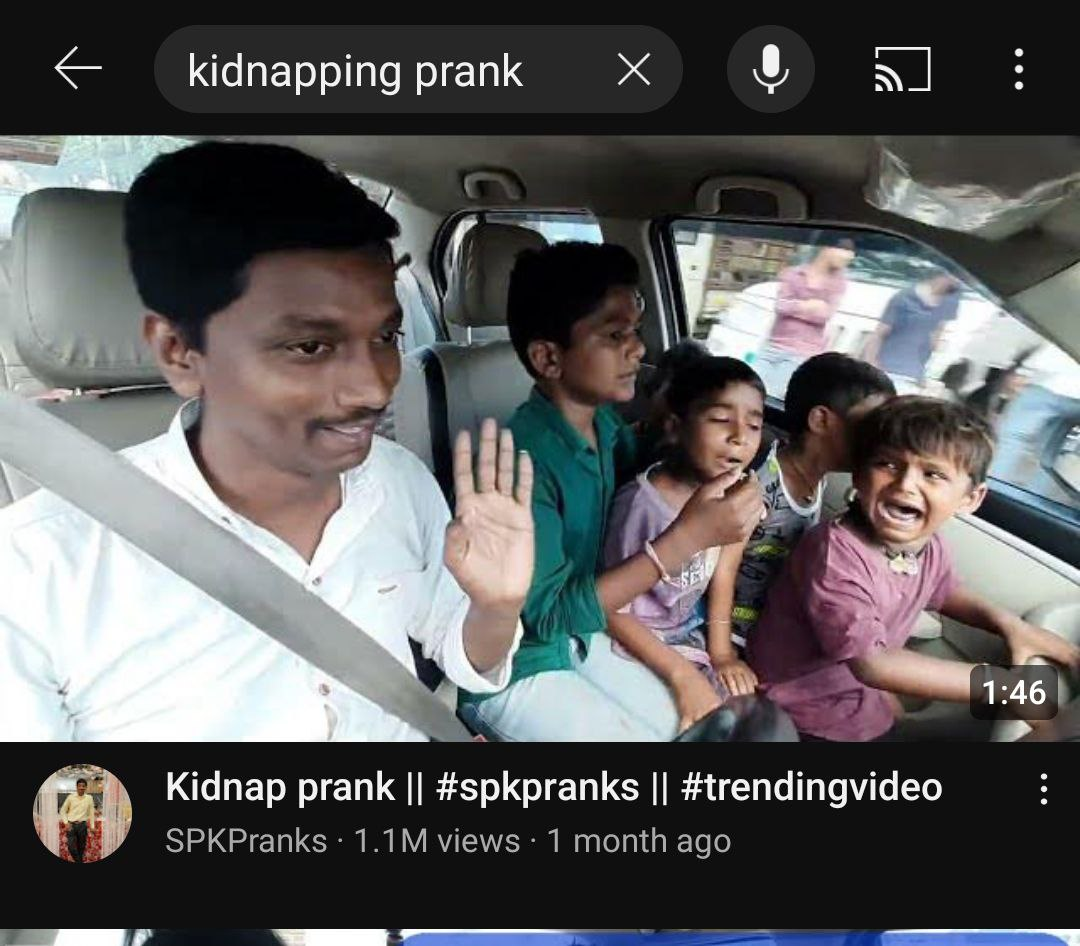 kidnapping prank
1:46
Kidnap prank || #spkpranks || #trendingvideo
SPKPranks · 1.1M views · 1 month ago